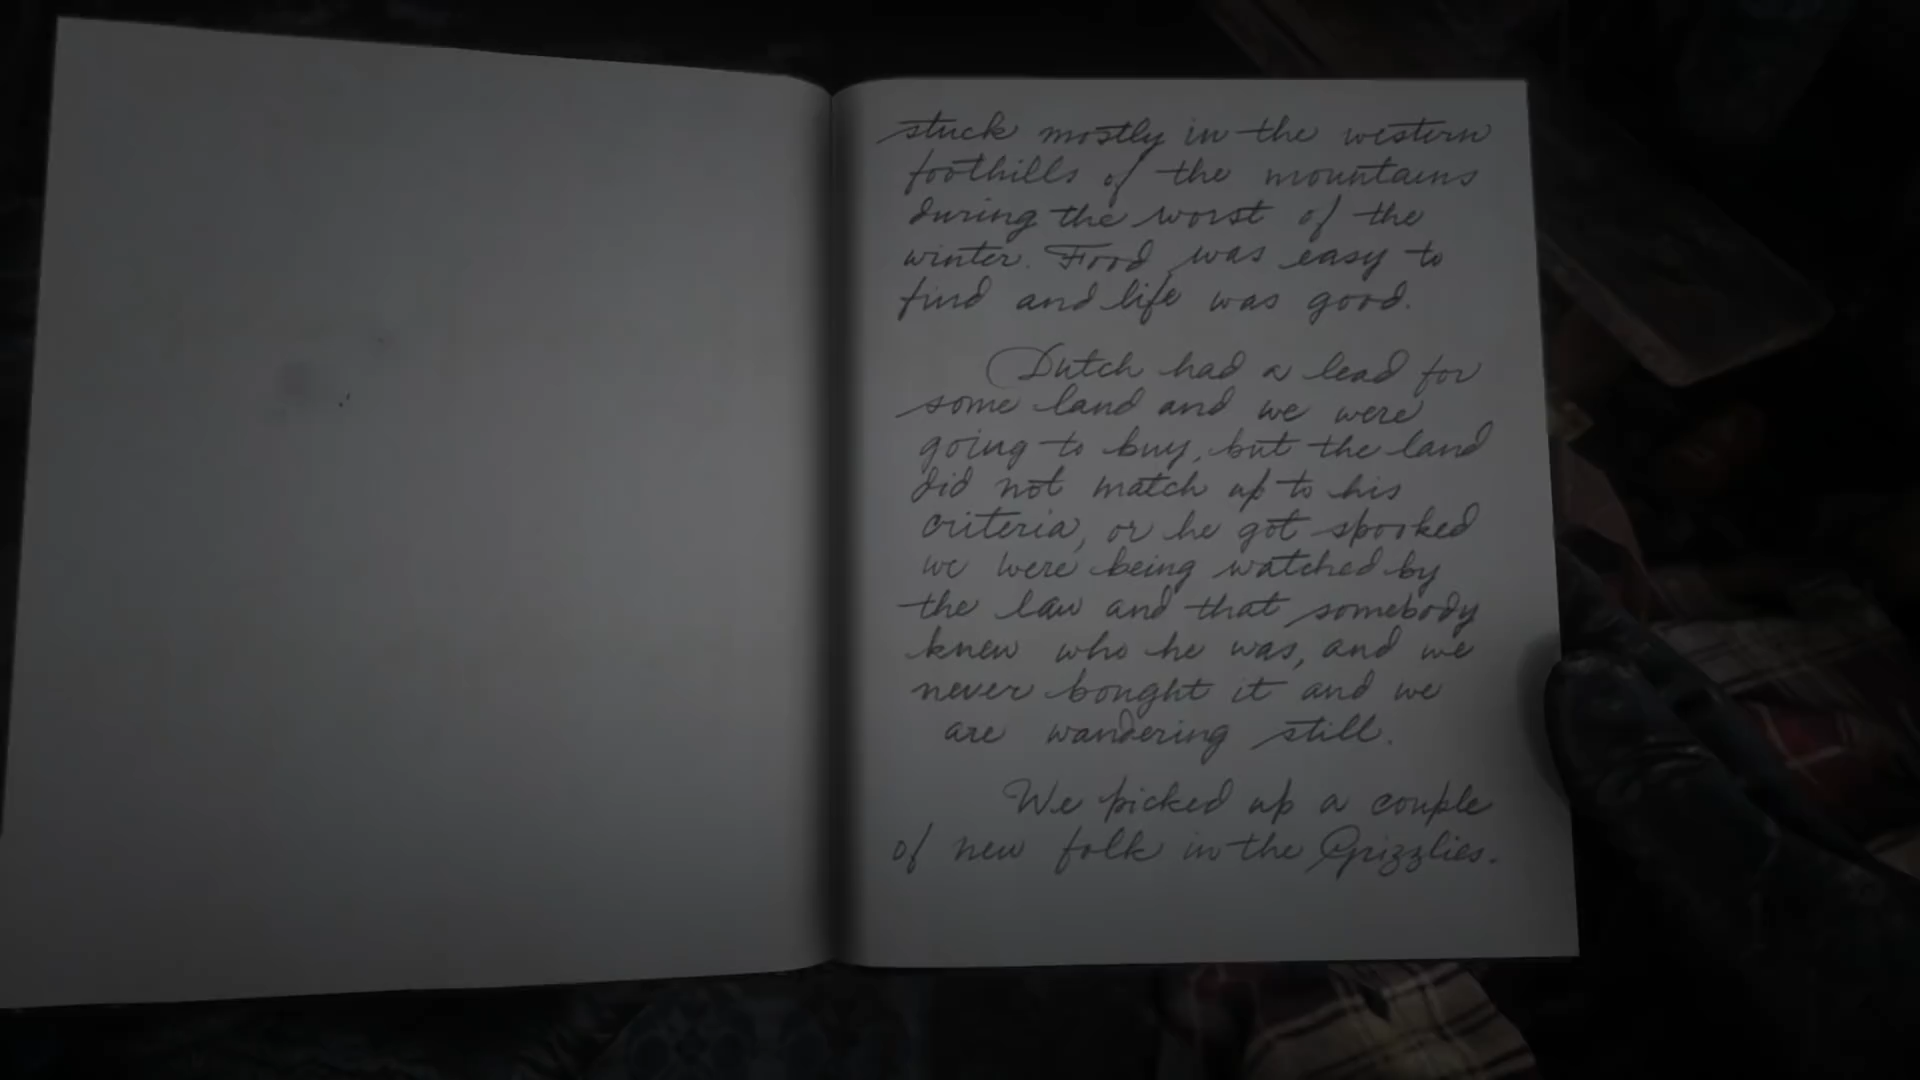 stuck mostly in the western
foothills of the mountains
during the worst of the
winter. Food was easy to
find and life was good.
Dutch had a lead for
some land and we were
going to buy, but the land
did not match up to his
criteria, or he got spooked
we were being watched by
the law and that somebody
knew who he was, and we
never bought it and we
are wandering still.
We picked up a couple
of new folk in the Grizzlies.